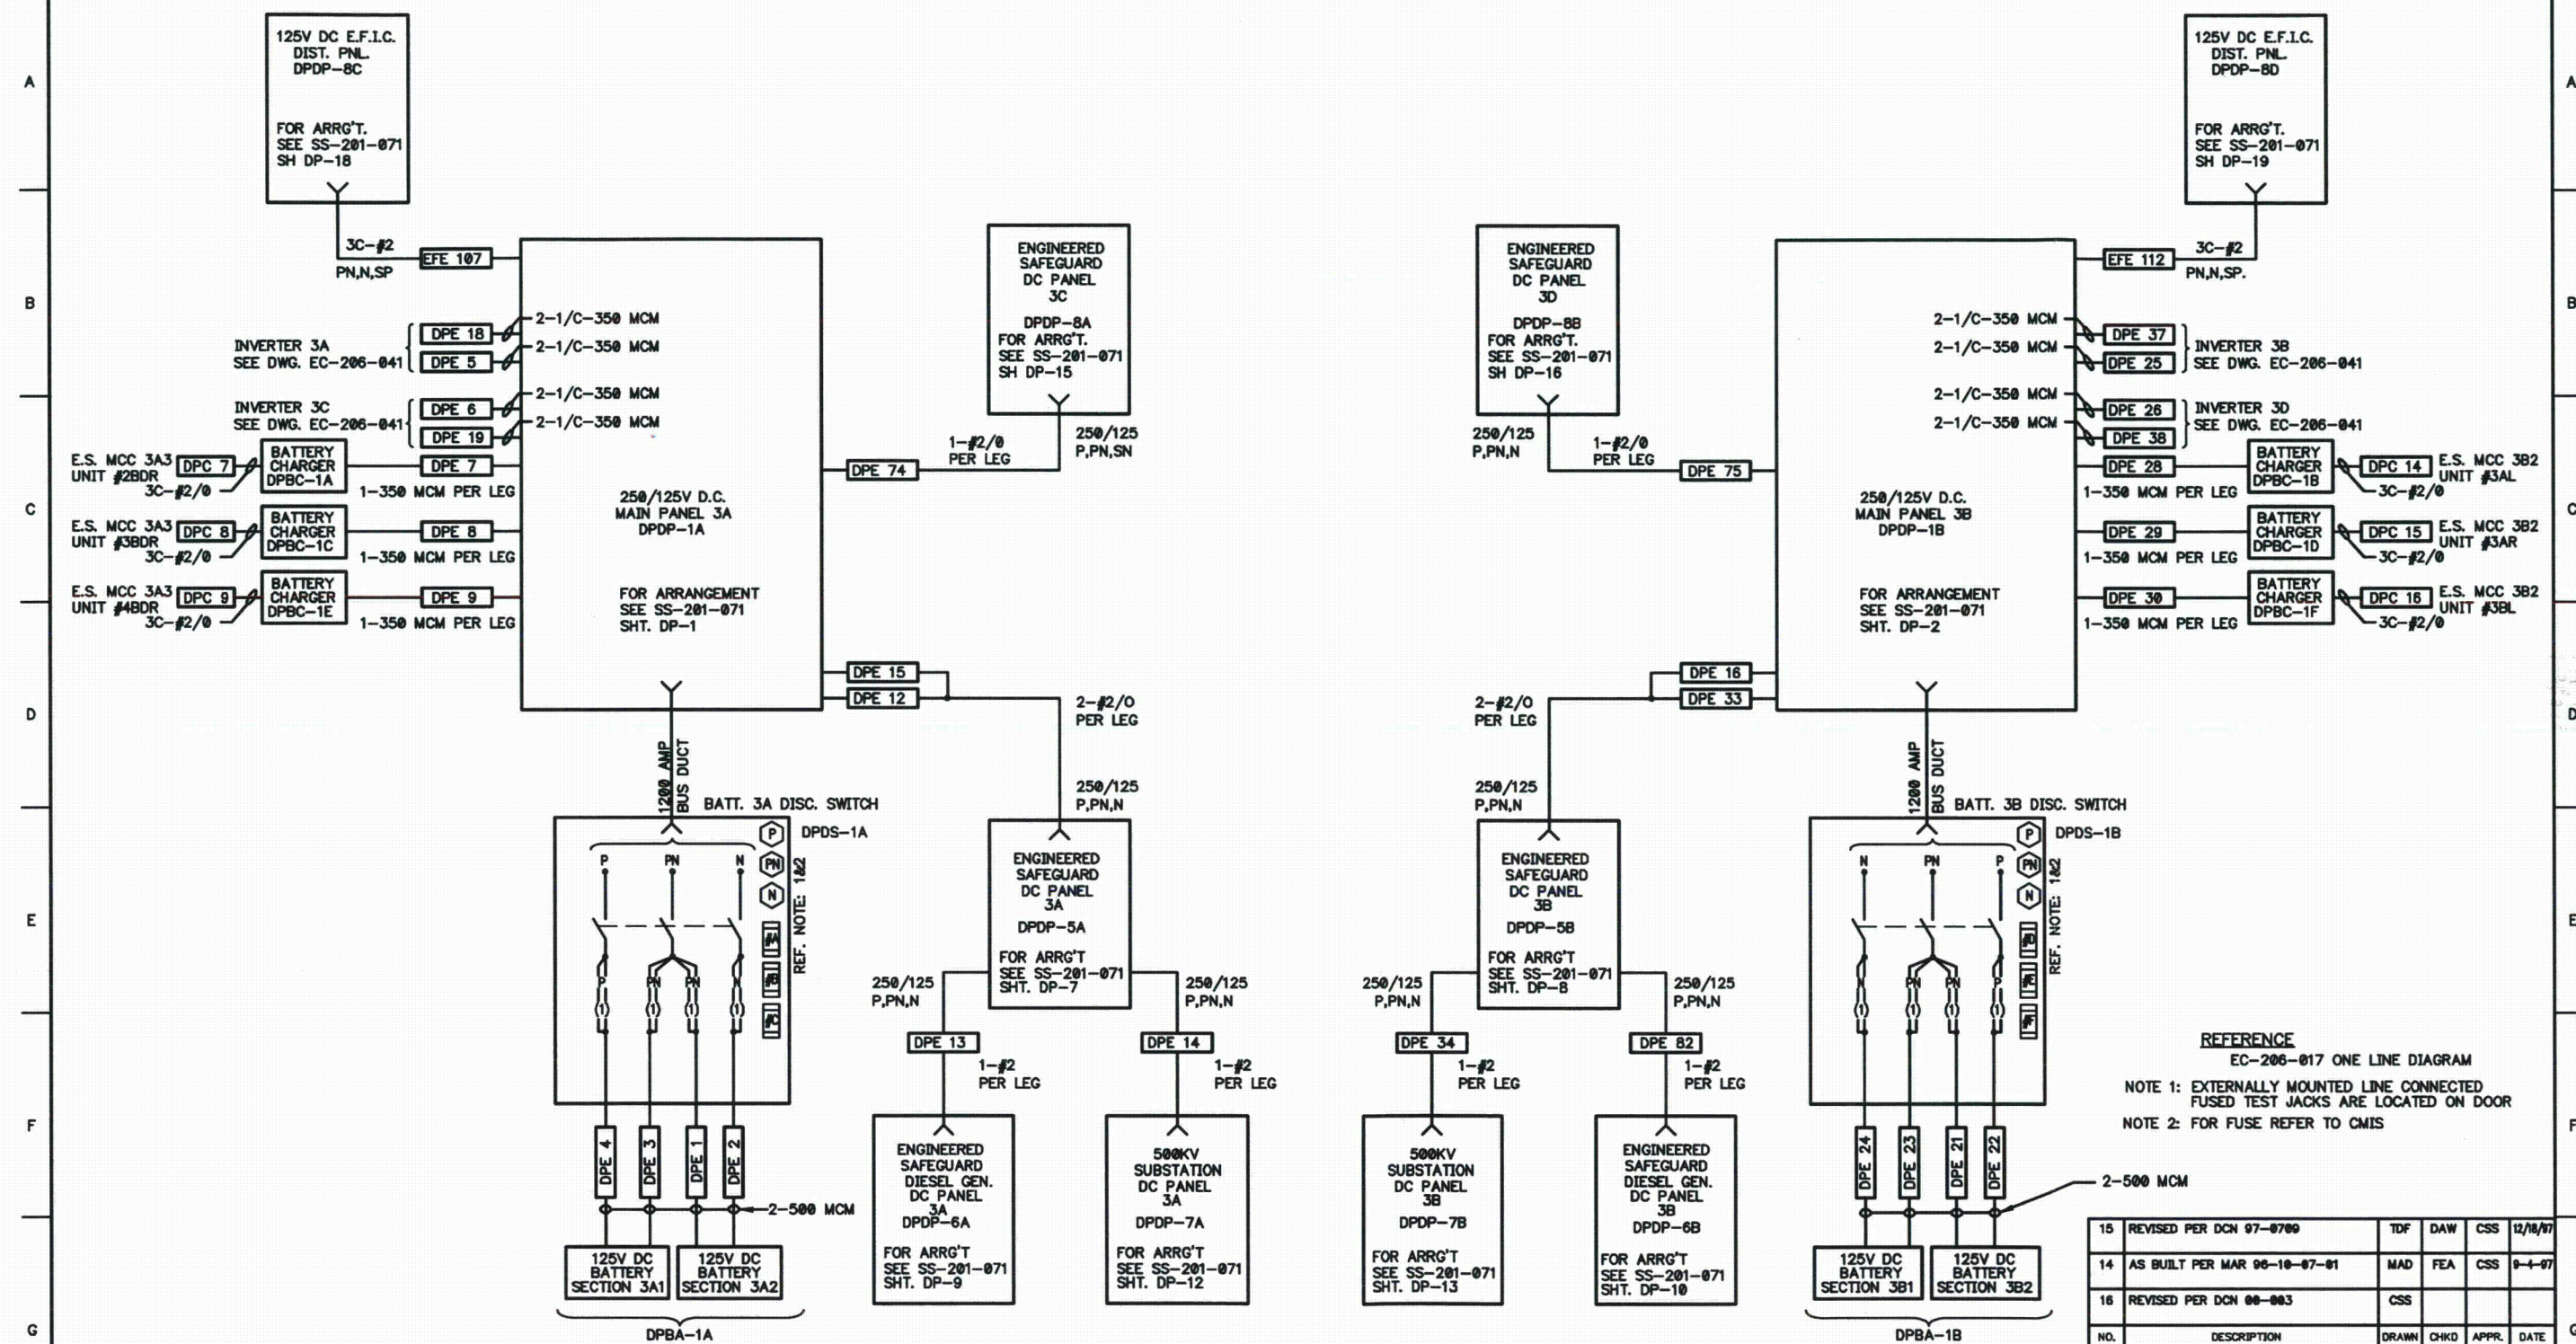 A
B
C
D
E
F
G
125V DC E.F.I.C.
DIST. PNL.
DPDP-8C
FOR ARRG'T.
SEE SS-201-071
SH DP-18
3C-#2
PN,N,SP
EFE 107
INVERTER 3A
SEE DWG. EC-206-041
DPE 18
DPE 5
2-1/C-350 MCM
2-1/C-350 MCM
INVERTER 3C
SEE DWG. EC-206-041
DPE 6
DPE 19
2-1/C-350 MCM
2-1/C-350 MCM
E.S. MCC 3A3
UNIT #2BDR
DPC 7
3C-#2/0
BATTERY
CHARGER
DPBC-1A
DPE 7
1-350 MCM PER LEG
E.S. MCC 3A3
UNIT #3BDR
DPC 8
3C-#2/0
BATTERY
CHARGER
DPBC-1C
DPE 8
1-350 MCM PER LEG
E.S. MCC 3A3
UNIT #4BDR
DPC 9
3C-#2/0
BATTERY
CHARGER
DPBC-1E
DPE 9
1-350 MCM PER LEG
250/125V D.C.
MAIN PANEL 3A
DPDP-1A
FOR ARRANGEMENT
SEE SS-201-071
SHT. DP-1
ENGINEERED
SAFEGUARD
DC PANEL
3C
DPDP-8A
FOR ARRG'T.
SEE SS-201-071
SH DP-15
DPE 74
1-#2/0
PER LEG
250/125
P,PN,SN
DPE 15
DPE 12
2-#2/0
PER LEG
250/125
P,PN,N
1200 AMP
BUS DUCT
BATT. 3A DISC. SWITCH
DPDS-1A
P
PN
N
REF. NOTE: 1&2
P
PN
N
#A
#B
#C
P
PN
PN
N
(1)
(1)
(1)
(1)
DPE 4
DPE 3
DPE 1
DPE 2
2-500 MCM
125V DC
BATTERY
SECTION 3A1
125V DC
BATTERY
SECTION 3A2
DPBA-1A
ENGINEERED
SAFEGUARD
DC PANEL
3A
DPDP-5A
FOR ARRG'T
SEE SS-201-071
SHT. DP-7
250/125
P,PN,N
250/125
P,PN,N
DPE 13
1-#2
PER LEG
DPE 14
1-#2
PER LEG
ENGINEERED
SAFEGUARD
DIESEL GEN.
DC PANEL
3A
DPDP-6A
FOR ARRG'T
SEE SS-201-071
SHT. DP-9
500KV
SUBSTATION
DC PANEL
3A
DPDP-7A
FOR ARRG'T
SEE SS-201-071
SHT. DP-12
ENGINEERED
SAFEGUARD
DC PANEL
3D
DPDP-8B
FOR ARRG'T.
SEE SS-201-071
SH DP-16
250/125
P,PN,N
1-#2/0
PER LEG
DPE 75
DPE 16
DPE 33
2-#2/0
PER LEG
250/125
P,PN,N
ENGINEERED
SAFEGUARD
DC PANEL
3B
DPDP-5B
FOR ARRG'T
SEE SS-201-071
SHT. DP-8
250/125
P,PN,N
250/125
P,PN,N
DPE 34
1-#2
PER LEG
DPE 82
1-#2
PER LEG
500KV
SUBSTATION
DC PANEL
3B
DPDP-7B
FOR ARRG'T
SEE SS-201-071
SHT. DP-13
ENGINEERED
SAFEGUARD
DIESEL GEN.
DC PANEL
3B
DPDP-6B
FOR ARRG'T
SEE SS-201-071
SHT. DP-10
125V DC E.F.I.C.
DIST. PNL.
DPDP-8D
FOR ARRG'T.
SEE SS-201-071
SH DP-19
EFE 112
3C-#2
PN,N,SP.
2-1/C-350 MCM
2-1/C-350 MCM
DPE 37
DPE 25
INVERTER 3B
SEE DWG. EC-206-041
2-1/C-350 MCM
2-1/C-350 MCM
DPE 26
DPE 38
INVERTER 3D
SEE DWG. EC-206-041
DPE 28
1-350 MCM PER LEG
BATTERY
CHARGER
DPBC-1B
DPC 14
3C-#2/0
E.S. MCC 3B2
UNIT #3AL
DPE 29
1-350 MCM PER LEG
BATTERY
CHARGER
DPBC-1D
DPC 15
3C-#2/0
E.S. MCC 3B2
UNIT #3AR
DPE 30
1-350 MCM PER LEG
BATTERY
CHARGER
DPBC-1F
DPC 16
3C-#2/0
E.S. MCC 3B2
UNIT #3BL
250/125V D.C.
MAIN PANEL 3B
DPDP-1B
FOR ARRANGEMENT
SEE SS-201-071
SHT. DP-2
1200 AMP
BUS DUCT
BATT. 3B DISC. SWITCH
DPDS-1B
N
PN
P
REF. NOTE: 1&2
P
PN
N
#D
#E
#F
N
PN
PN
P
(1)
(1)
(1)
(1)
DPE 24
DPE 23
DPE 21
DPE 22
2-500 MCM
125V DC
BATTERY
SECTION 3B1
125V DC
BATTERY
SECTION 3B2
DPBA-1B
REFERENCE
EC-206-017 ONE LINE DIAGRAM
NOTE 1: EXTERNALLY MOUNTED LINE CONNECTED
FUSED TEST JACKS ARE LOCATED ON DOOR
NOTE 2: FOR FUSE REFER TO CMIS
15 REVISED PER DCN 97-0709 TDF DAW CSS 12/18/97
14 AS BUILT PER MAR 96-10-07-01 MAD FEA CSS 9-4-97
16 REVISED PER DCN 00-003 CSS
NO. DESCRIPTION DRAWN CHKD APPR. DATE
A
B
C
D
E
F
G